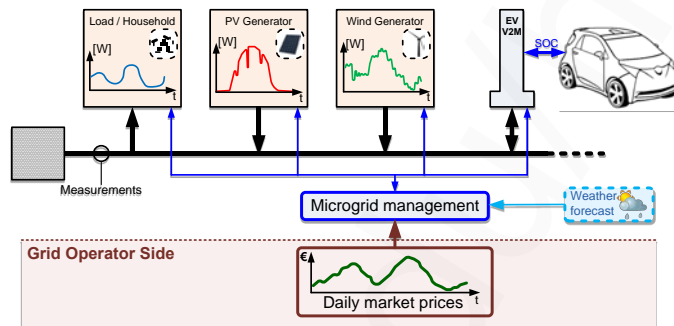 Load / Household
[W]
t
PV Generator
[W]
t
Wind Generator
[W]
t
EV
V2M
SOC
Measurements
Microgrid management
Weather
forecast
Grid Operator Side
€
t
Daily market prices